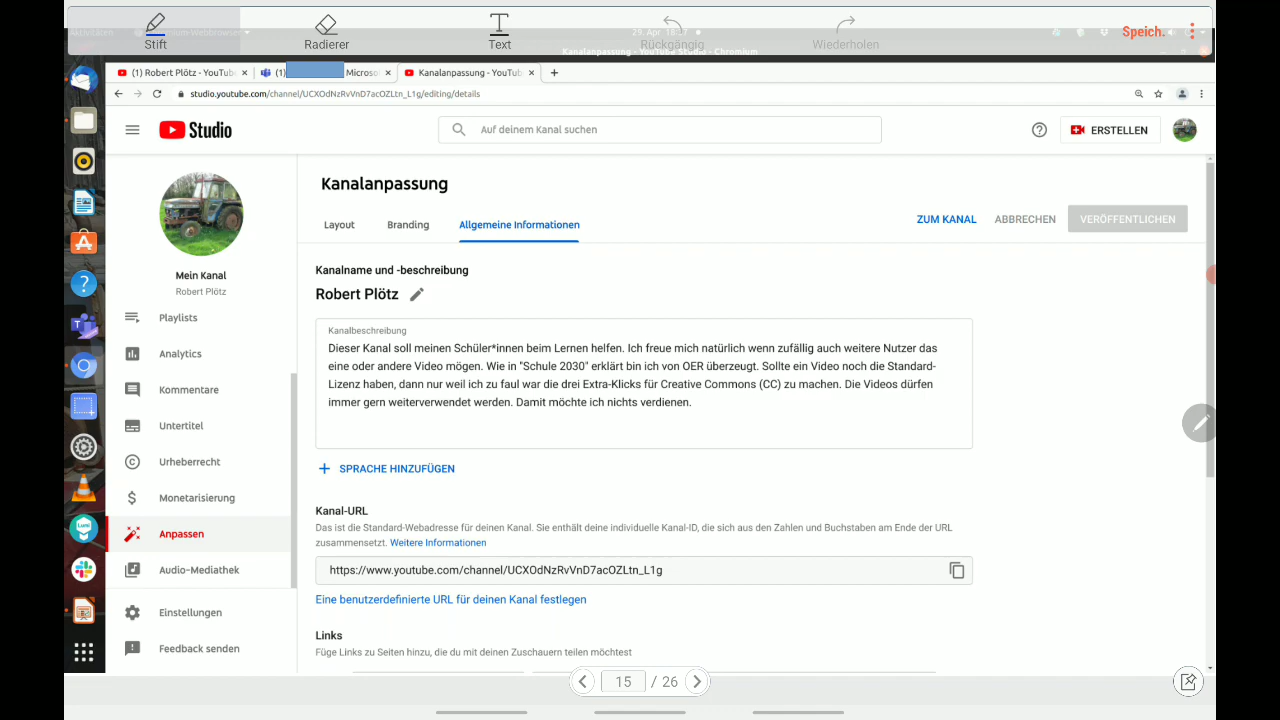 Stift
Radierer
Text
Rückgängig
Wiederholen
Speich.
29. Apr
Kanalanpassung - YouTube Studio - Chromium
(1) Robert Plötz - YouTub
(1)
Microso
Kanalanpassung - YouTub
studio.youtube.com/channel/UCXOdNzRvVnD7acOZLtn_L1g/editing/details
Studio
Auf deinem Kanal suchen
ERSTELLEN
Kanalanpassung
Layout
Branding
Allgemeine Informationen
ZUM KANAL
ABBRECHEN
VERÖFFENTLICHEN
Mein Kanal
Robert Plötz
Playlists
Analytics
Kommentare
Untertitel
Urheberrecht
Monetarisierung
Anpassen
Audio-Mediathek
Einstellungen
Feedback senden
Kanalname und -beschreibung
Robert Plötz
Kanalbeschreibung
Dieser Kanal soll meinen Schüler*innen beim Lernen helfen. Ich freue mich natürlich wenn zufällig auch weitere Nutzer das
eine oder andere Video mögen. Wie in "Schule 2030" erklärt bin ich von OER überzeugt. Sollte ein Video noch die Standard-
Lizenz haben, dann nur weil ich zu faul war die drei Extra-Klicks für Creative Commons (CC) zu machen. Die Videos dürfen
immer gern weiterverwendet werden. Damit möchte ich nichts verdienen.
SPRACHE HINZUFÜGEN
Kanal-URL
Das ist die Standard-Webadresse für deinen Kanal. Sie enthält deine individuelle Kanal-ID, die sich aus den Zahlen und Buchstaben am Ende der URL
zusammensetzt. Weitere Informationen
https://www.youtube.com/channel/UCXOdNzRvVnD7acOZLtn_L1g
Eine benutzerdefinierte URL für deinen Kanal festlegen
Links
Füge Links zu Seiten hinzu, die du mit deinen Zuschauern teilen möchtest
15 / 26